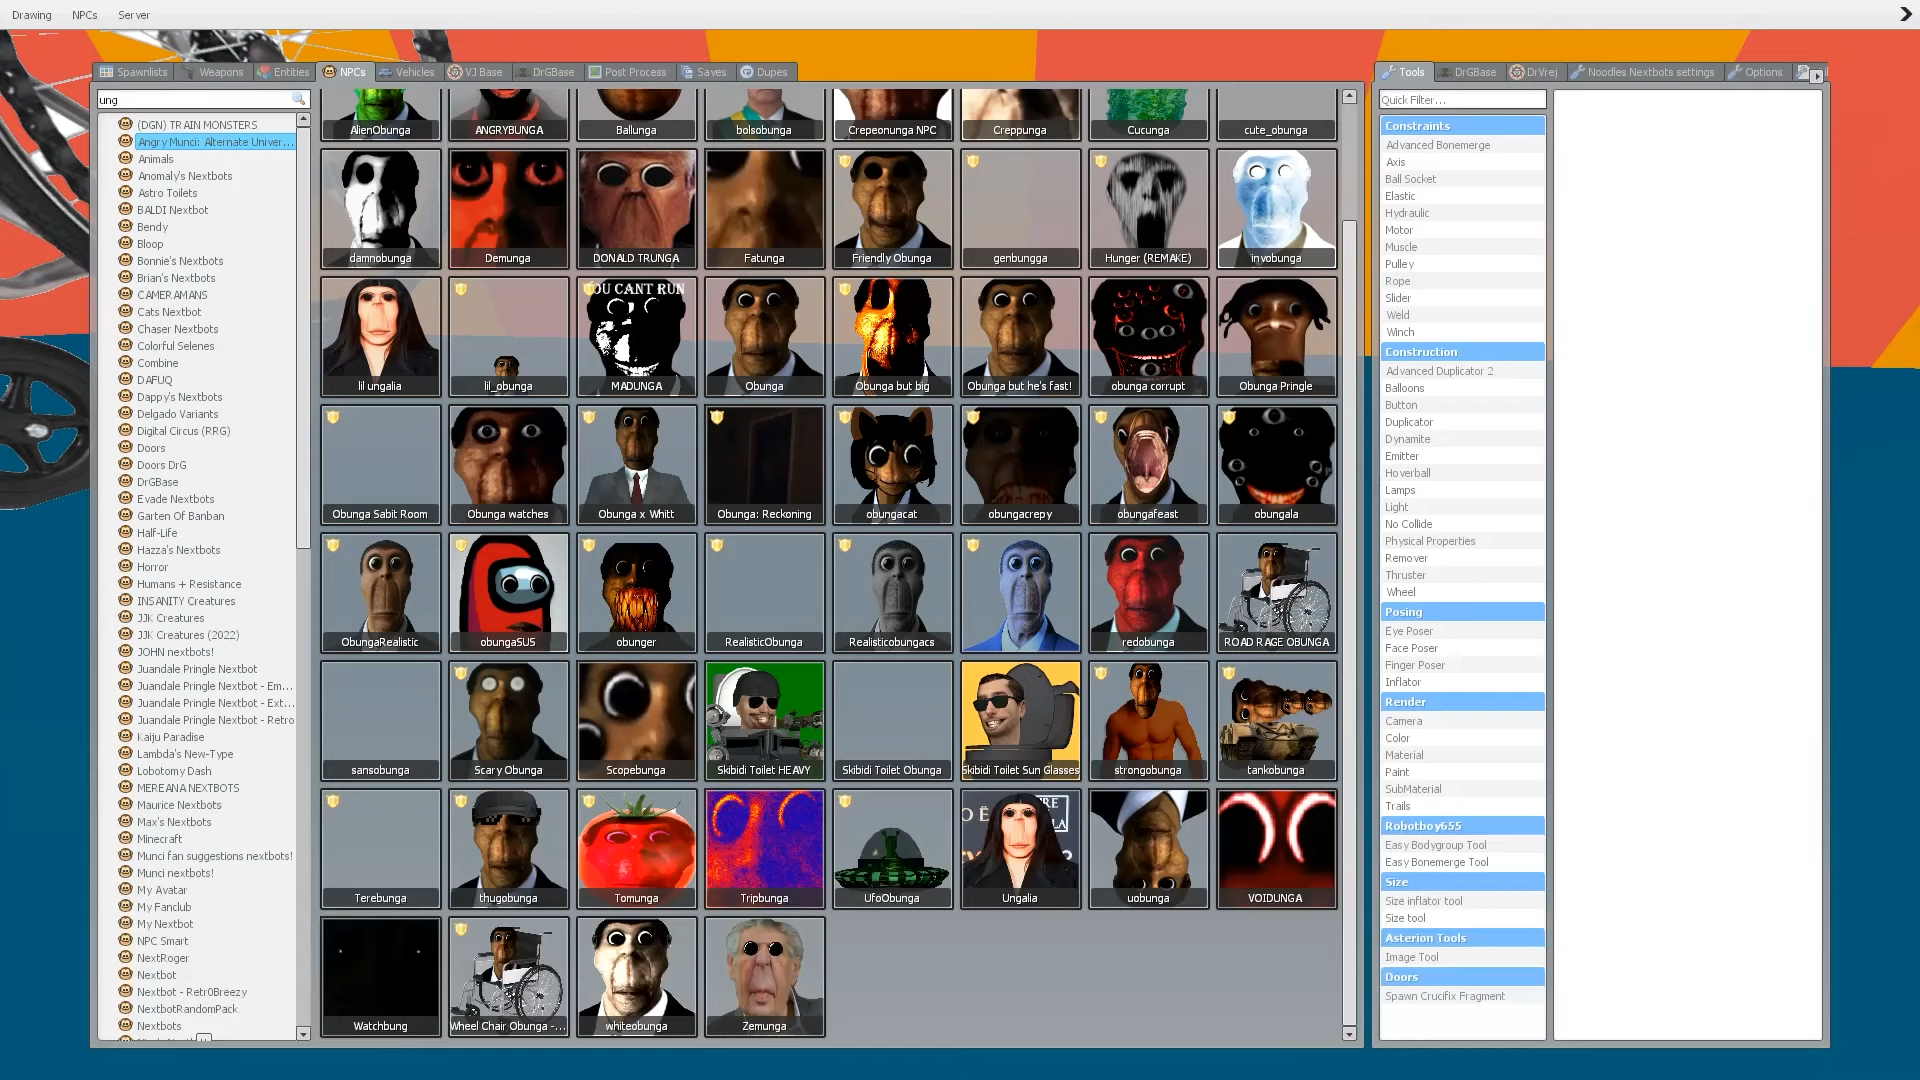 Drawing NPCs Server
Spawnlists Weapons Entities NPCs Vehicles VJ Base DrGBase Post Process Saves Dupes
ung
(DGN) TRAIN MONSTERS
Angry Munci: Alternate Univer...
Animals
Anomaly's Nextbots
Astro Toilets
BALDI Nextbot
Bendy
Bloop
Bonnie's Nextbots
Brian's Nextbots
CAMERAMANS
Cats Nextbot
Chaser Nextbots
Colorful Selenes
Combine
DAFUQ
Dappy's Nextbots
Delgado Variants
Digital Circus (RRG)
Doors
Doors DrG
DrGBase
Evade Nextbots
Garten Of Banban
Half-Life
Hazza's Nextbots
Horror
Humans + Resistance
INSANITY Creatures
JJK Creatures
JJK Creatures (2022)
JOHN nextbots!
Juandale Pringle Nextbot
Juandale Pringle Nextbot - Em...
Juandale Pringle Nextbot - Ext...
Juandale Pringle Nextbot - Retro
Kaiju Paradise
Lambda's New-Type
Lobotomy Dash
MEREANA NEXTBOTS
Maurice Nextbots
Max's Nextbots
Minecraft
Munci fan suggestions nextbots!
Munci nextbots!
My Avatar
My Fanclub
My Nextbot
NPC Smart
NextRoger
Nextbot
Nextbot - Retr0Breezy
NextbotRandomPack
Nextbots
AlienObunga ANGRYBUNGA Ballunga bolsobunga Crepeonunga NPC Creppunga Cucunga cute_obunga
damnobunga Demunga DONALD TRUNGA Fatunga Friendly Obunga genbungga Hunger (REMAKE) invobunga
YOU CANT RUN
lil ungalia lil_obunga MADUNGA Obunga Obunga but big Obunga but he's fast! obunga corrupt Obunga Pringle
Obunga Sabit Room Obunga watches Obunga x Whitt Obunga: Reckoning obungacat obungacrepy obungafeast obungala
ObungaRealistic obungaSUS obunger RealisticObunga Realisticobungacs redobunga ROAD RAGE OBUNGA
sansobunga Scary Obunga Scopebunga Skibidi Toilet HEAVY Skibidi Toilet Obunga Skibidi Toilet Sun Glasses strongobunga tankobunga
Terebunga thugobunga Tomunga Tripbunga UfoObunga Ungalia uobunga VOIDUNGA
Watchbung Wheel Chair Obunga -... whiteobunga Zemunga
Tools DrGBase DrVrej Noodles Nextbots settings Options
Quick Filter...
Constraints
Advanced Bonemerge
Axis
Ball Socket
Elastic
Hydraulic
Motor
Muscle
Pulley
Rope
Slider
Weld
Winch
Construction
Advanced Duplicator 2
Balloons
Button
Duplicator
Dynamite
Emitter
Hoverball
Lamps
Light
No Collide
Physical Properties
Remover
Thruster
Wheel
Posing
Eye Poser
Face Poser
Finger Poser
Inflator
Render
Camera
Color
Material
Paint
SubMaterial
Trails
Robotboy655
Easy Bodygroup Tool
Easy Bonemerge Tool
Size
Size inflator tool
Size tool
Asterion Tools
Image Tool
Doors
Spawn Crucifix Fragment